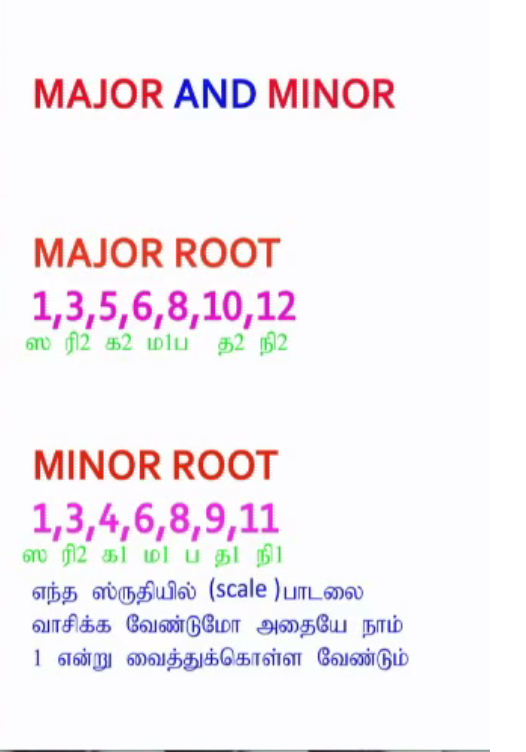 MAJOR AND MINOR
MAJOR ROOT
1,3,5,6,8,10,12
ஸ ரி2 க2 ம1ப த2 நி2
MINOR ROOT
1,3,4,6,8,9,11
ஸ ரி2 க1 ம1 ப த1 நி1
எந்த ஸ்ருதியில் (scale )பாடலை
வாசிக்க வேண்டுமோ அதையே நாம்
1 என்று வைத்துக்கொள்ள வேண்டும்